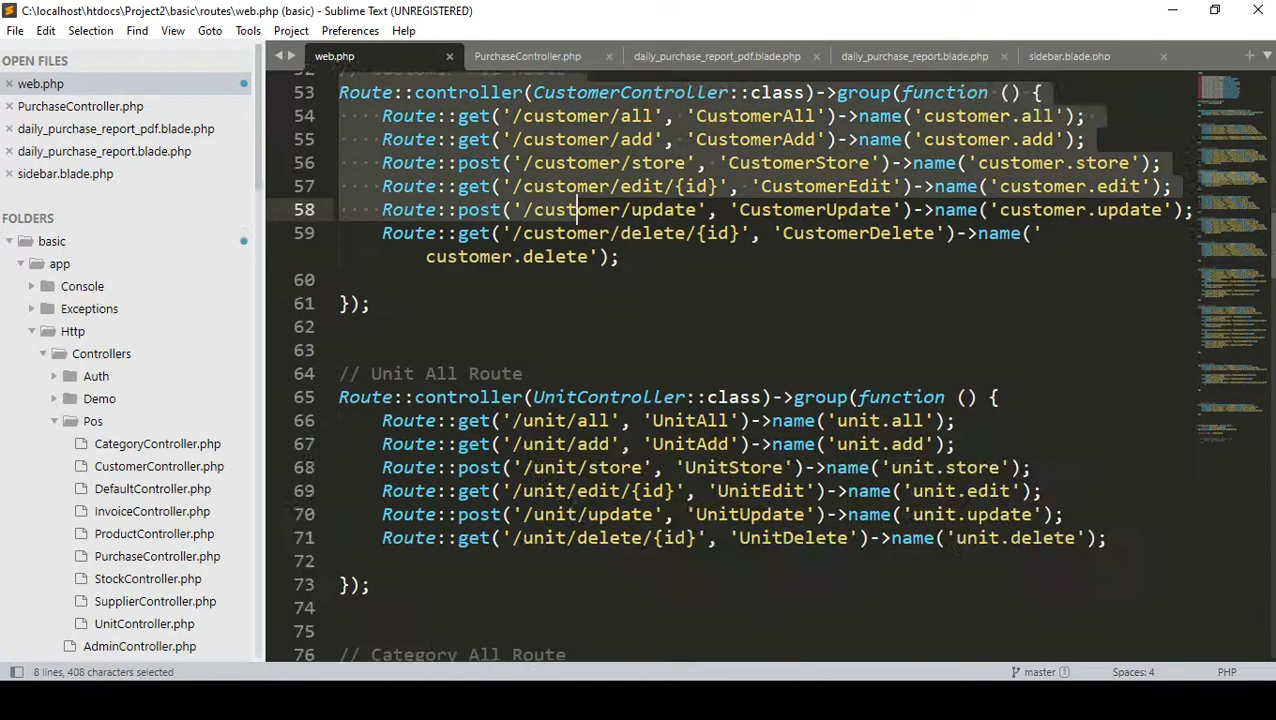 C:\localhost\htdocs\Project2\basic\routes\web.php (basic) - Sublime Text (UNREGISTERED)
File Edit Selection Find View Goto Tools Project Preferences Help
OPEN FILES
web.php
PurchaseController.php
daily_purchase_report_pdf.blade.php
daily_purchase_report.blade.php
sidebar.blade.php
FOLDERS
basic
app
Console
Exceptions
Http
Controllers
Auth
Demo
Pos
CategoryController.php
CustomerController.php
DefaultController.php
InvoiceController.php
ProductController.php
PurchaseController.php
StockController.php
SupplierController.php
UnitController.php
AdminController.php
web.php PurchaseController.php daily_purchase_report_pdf.blade.php daily_purchase_report.blade.php sidebar.blade.php
52 // Customer All Route
53 Route::controller(CustomerController::class)->group(function () {
54 Route::get('/customer/all', 'CustomerAll')->name('customer.all');
55 Route::get('/customer/add', 'CustomerAdd')->name('customer.add');
56 Route::post('/customer/store', 'CustomerStore')->name('customer.store');
57 Route::get('/customer/edit/{id}', 'CustomerEdit')->name('customer.edit');
58 Route::post('/customer/update', 'CustomerUpdate')->name('customer.update');
59 Route::get('/customer/delete/{id}', 'CustomerDelete')->name('
customer.delete');
60
61 });
62
63
64 // Unit All Route
65 Route::controller(UnitController::class)->group(function () {
66 Route::get('/unit/all', 'UnitAll')->name('unit.all');
67 Route::get('/unit/add', 'UnitAdd')->name('unit.add');
68 Route::post('/unit/store', 'UnitStore')->name('unit.store');
69 Route::get('/unit/edit/{id}', 'UnitEdit')->name('unit.edit');
70 Route::post('/unit/update', 'UnitUpdate')->name('unit.update');
71 Route::get('/unit/delete/{id}', 'UnitDelete')->name('unit.delete');
72
73 });
74
75
76 // Category All Route
8 lines, 408 characters selected master 1 Spaces: 4 PHP